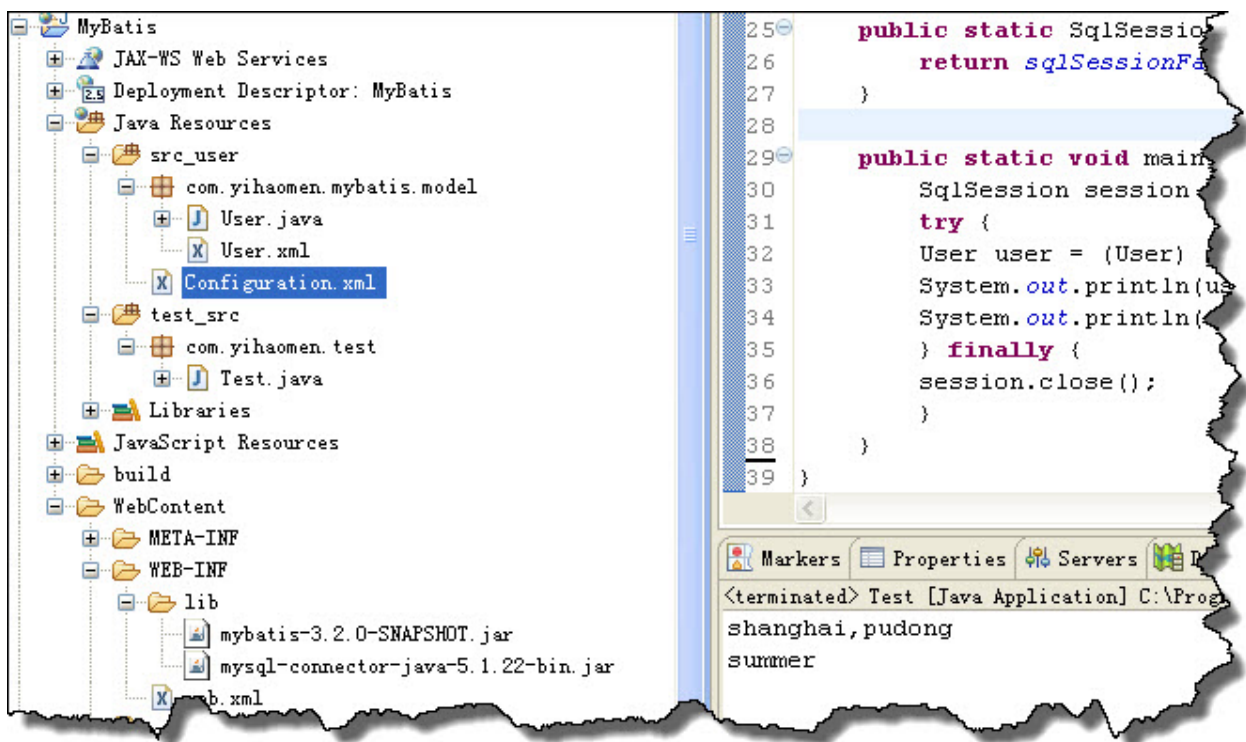 MyBatis
JAX-WS Web Services
2.5 Deployment Descriptor: MyBatis
Java Resources
src_user
com.yihaomen.mybatis.model
J User.java
X User.xml
X Configuration.xml
test_src
com.yihaomen.test
J Test.java
Libraries
JavaScript Resources
build
WebContent
META-INF
WEB-INF
lib
mybatis-3.2.0-SNAPSHOT.jar
mysql-connector-java-5.1.22-bin.jar
X .xml
25 public static SqlSessio
26 return sqlSessionFa
27 }
28
29 public static void main
30 SqlSession session
31 try {
32 User user = (User)
33 System.out.println(us
34 System.out.println(
35 } finally {
36 session.close();
37 }
38 }
39 }
Markers Properties Servers
<terminated> Test [Java Application] C:\Prog
shanghai,pudong
summer